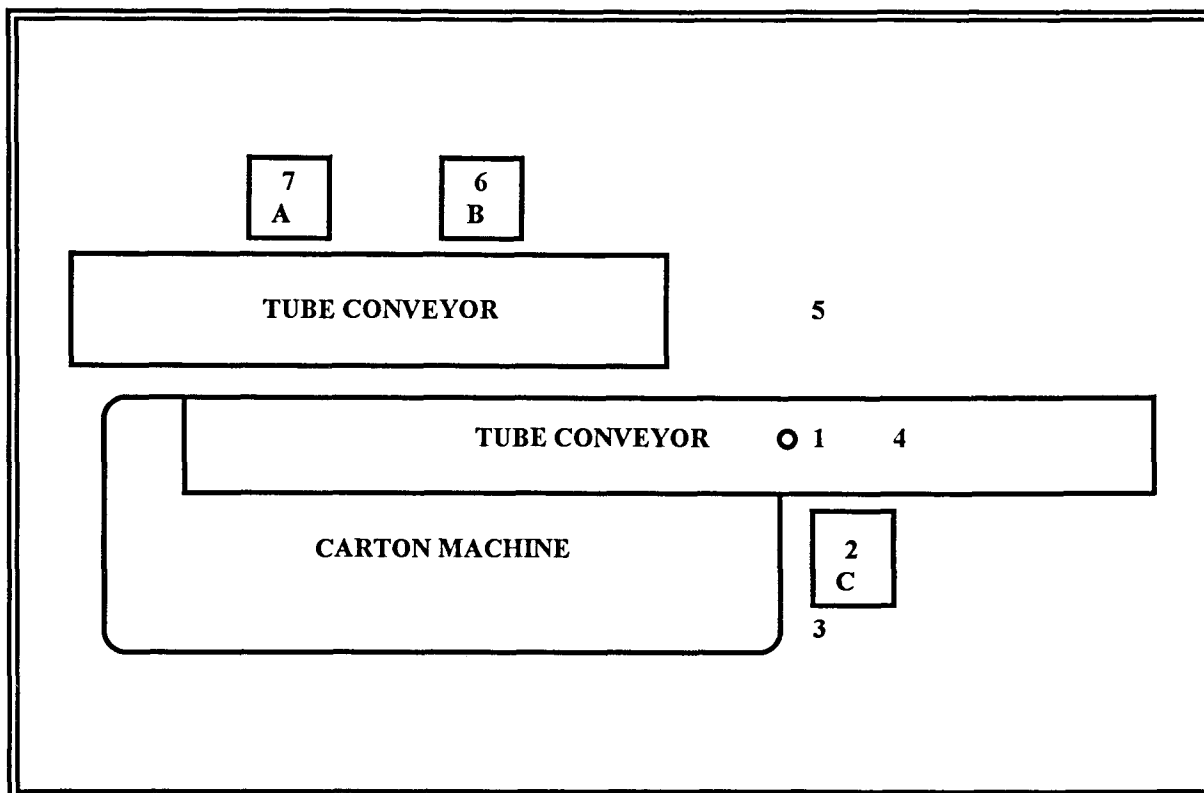 7 6
A B
TUBE CONVEYOR 5
TUBE CONVEYOR 1 4
CARTON MACHINE 2
C
3